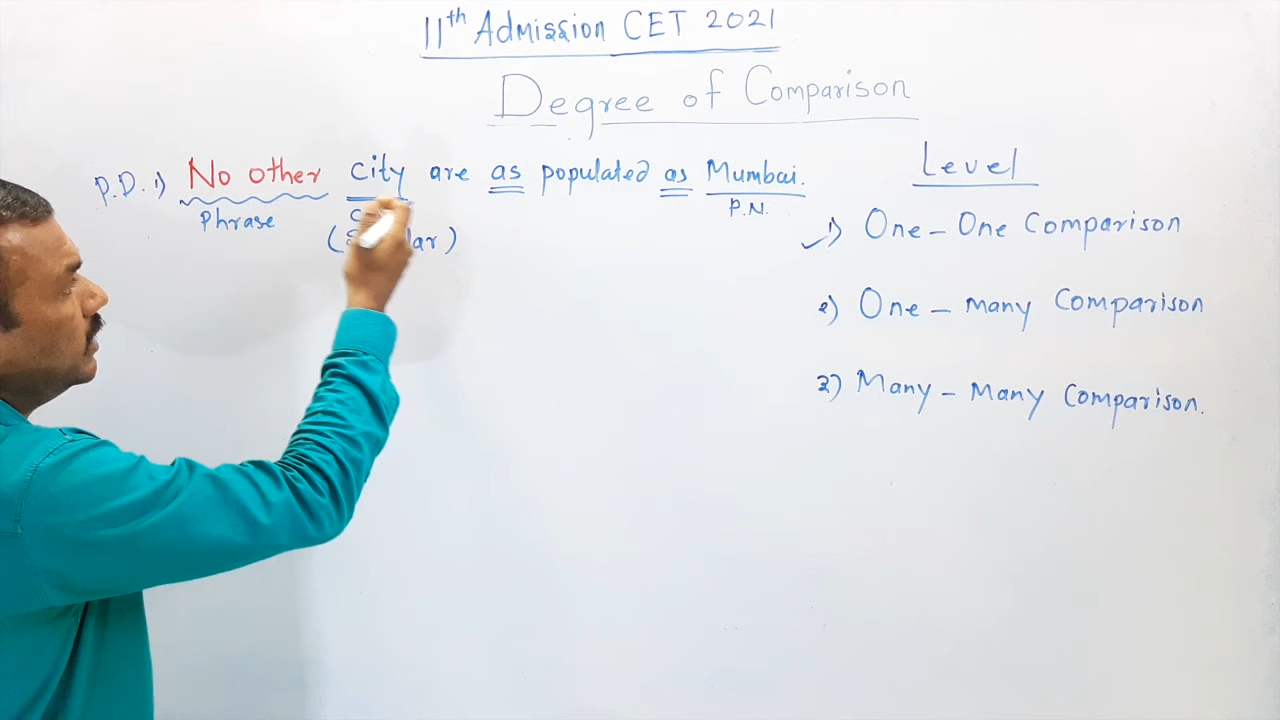 11th Admission CET 2021
Degree of Comparison
P.D. 1) No other city are as populated as Mumbai.
Phrase
P.N.
Level
1) One - One Comparison
2) One - Many Comparison
3) Many - Many Comparison.